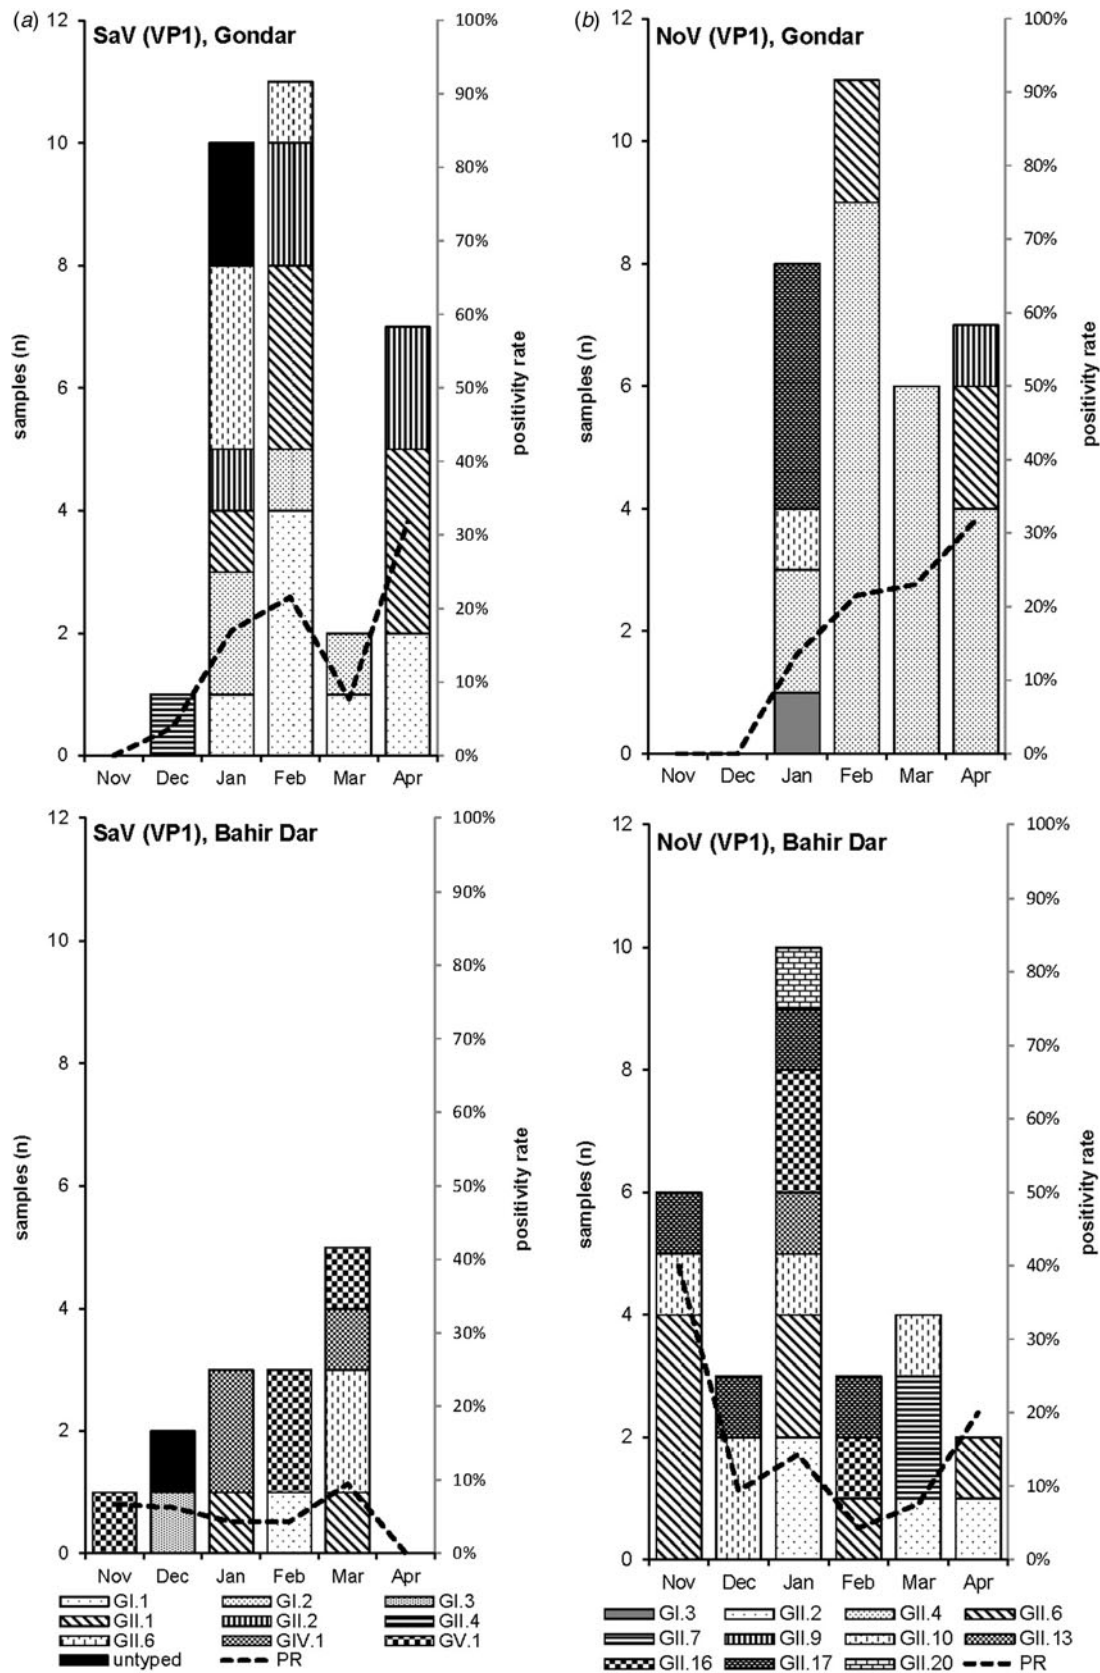 (a)
SaV (VP1), Gondar
12
10
8
6
4
2
0
samples (n)
100%
90%
80%
70%
60%
50%
40%
30%
20%
10%
0%
positivity rate
Nov Dec Jan Feb Mar Apr
(b)
NoV (VP1), Gondar
12
10
8
6
4
2
0
samples (n)
100%
90%
80%
70%
60%
50%
40%
30%
20%
10%
0%
positivity rate
Nov Dec Jan Feb Mar Apr
SaV (VP1), Bahir Dar
12
10
8
6
4
2
0
samples (n)
100%
90%
80%
70%
60%
50%
40%
30%
20%
10%
0%
positivity rate
Nov Dec Jan Feb Mar Apr
GI.1 GI.2 GI.3
GII.1 GII.2 GII.4
GII.6 GIV.1 GV.1
untyped PR
NoV (VP1), Bahir Dar
12
10
8
6
4
2
0
samples (n)
100%
90%
80%
70%
60%
50%
40%
30%
20%
10%
0%
positivity rate
Nov Dec Jan Feb Mar Apr
GI.3 GII.2 GII.4 GII.6
GII.7 GII.9 GII.10 GII.13
GII.16 GII.17 GII.20 PR